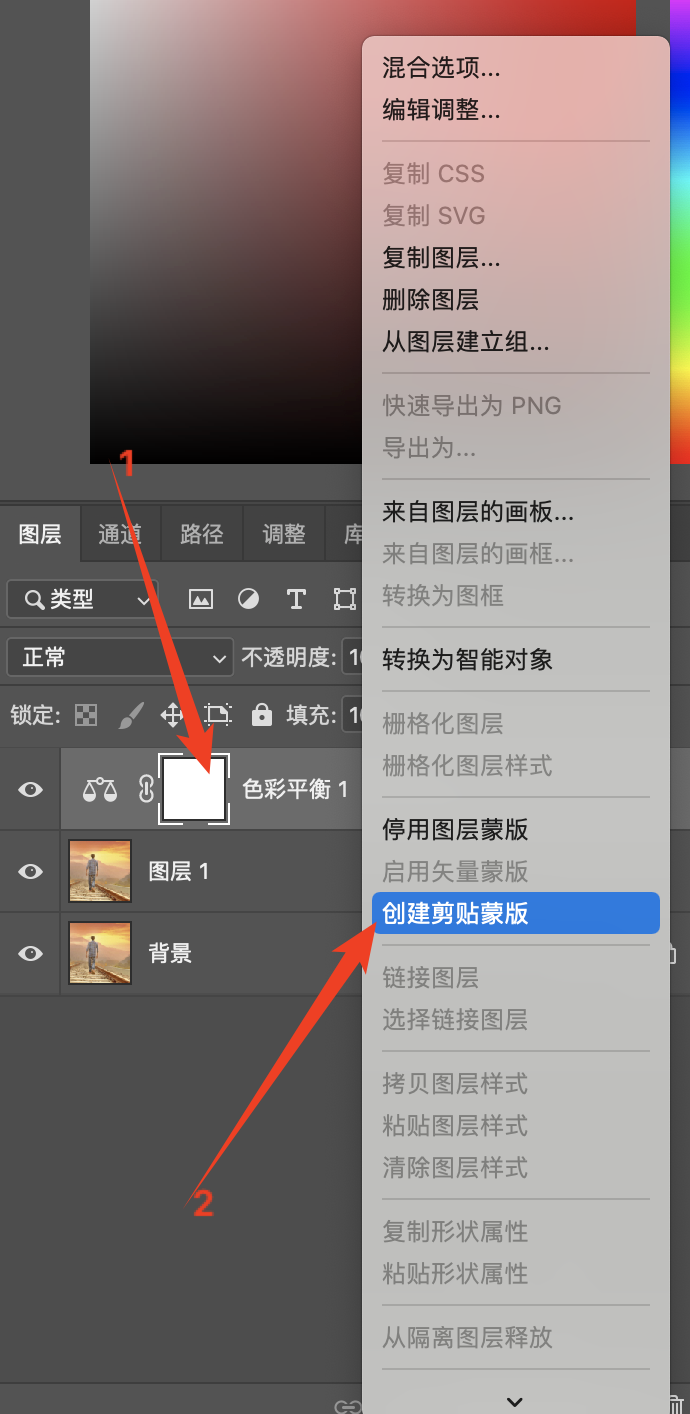 混合选项...
编辑调整...
复制 CSS
复制 SVG
复制图层...
删除图层
从图层建立组...
快速导出为 PNG
导出为...
来自图层的画板...
来自图层的画框...
转换为图框
转换为智能对象
栅格化图层
栅格化图层样式
停用图层蒙版
启用矢量蒙版
创建剪贴蒙版
链接图层
选择链接图层
拷贝图层样式
粘贴图层样式
清除图层样式
复制形状属性
粘贴形状属性
从隔离图层释放
1
图层 通道 路径 调整 库
类型
正常 不透明度:
锁定: 填充:
色彩平衡 1
图层 1
背景
2